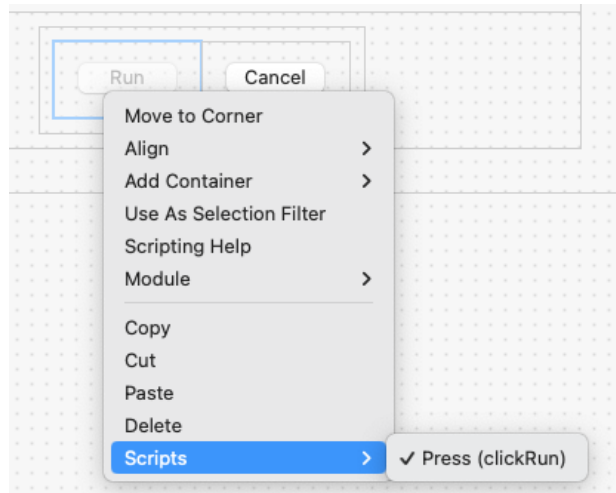 Run Cancel
Move to Corner
Align
Add Container
Use As Selection Filter
Scripting Help
Module
Copy
Cut
Paste
Delete
Scripts
✓ Press (clickRun)